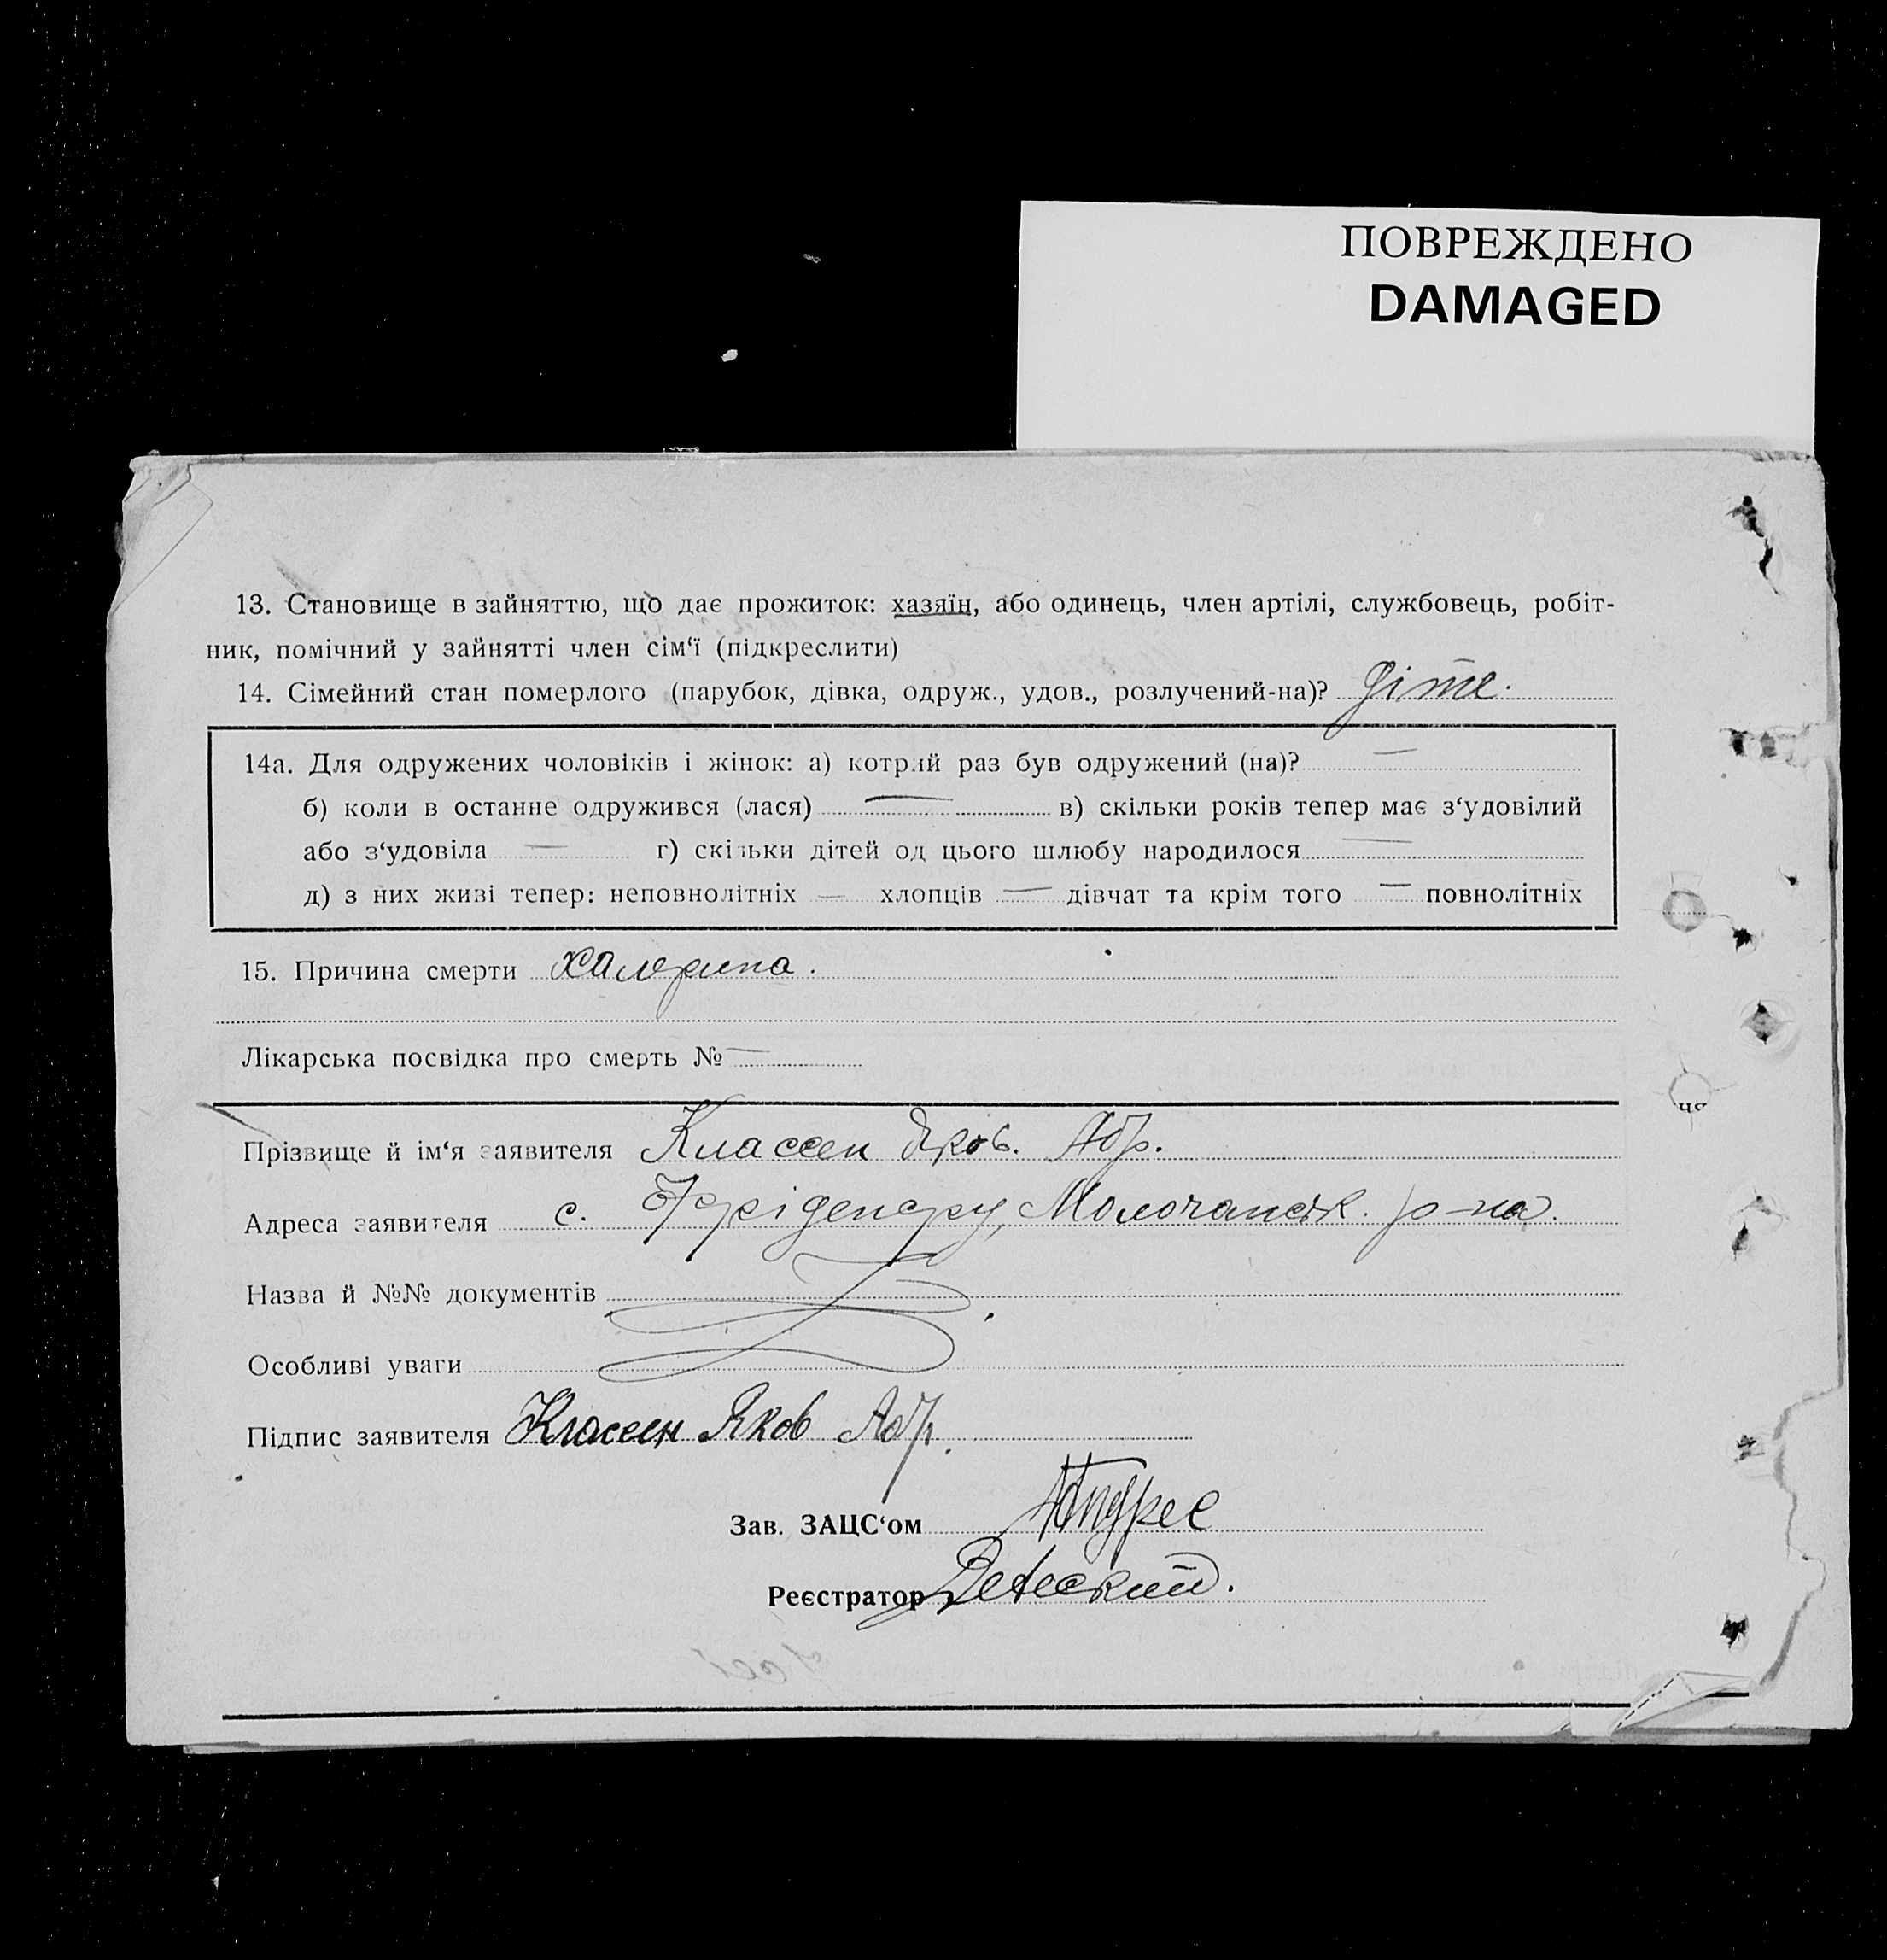 ПОВРЕЖДЕНО
DAMAGED
13. Становище в зайняттю, що дає прожиток: хазяїн, або одинець, член артілі, службовець, робіт-
ник, помічний у зайнятті член сім‘ї (підкреслити)
14. Сімейний стан померлого (парубок, дівка, одруж., удов., розлучений-на)? діте.
14а. Для одружених чоловіків і жінок: а) котрий раз був одружений (на)? —
б) коли в останне одружився (лася) — в) скільки років тепер має з‘удовілий
або з‘удовіла — г) скільки дітей од цього шлюбу народилося —
д) з них живі тепер: неповнолітніх — хлопців — дівчат та крім того — повнолітніх
15. Причина смерти
Лікарська посвідка про смерть № —
Прізвище й ім‘я заявителя Классен Яков. Абр.
Адреса заявителя с. Молочанськ. р-на.
Назва й №№ документів
Особливі уваги
Підпис заявителя Классен Яков Абр.
Зав. ЗАЦС‘ом
Реєстратор